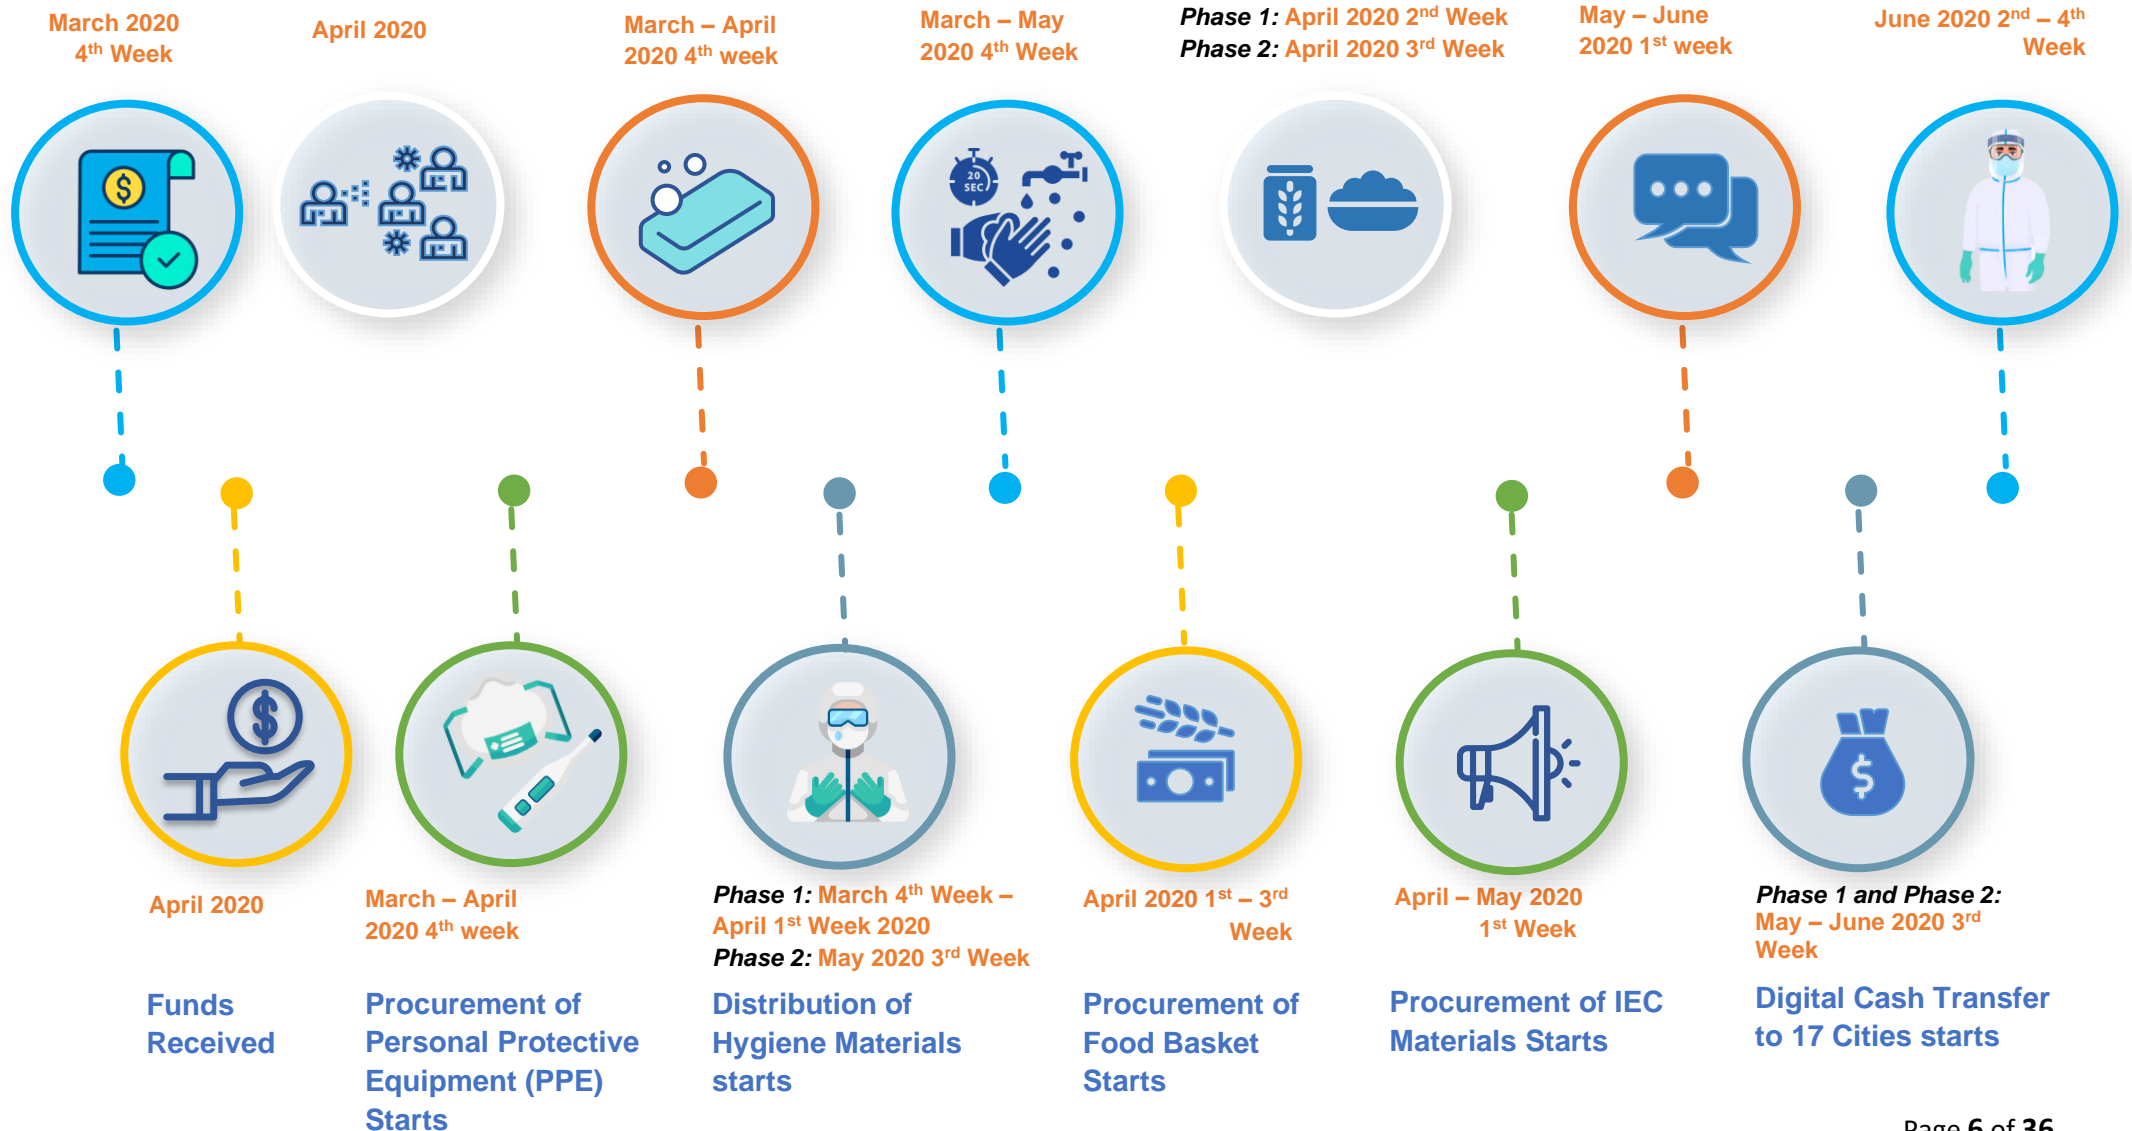 March 2020
4th Week
April 2020
March – April
2020 4th week
March – May
2020 4th Week
Phase 1: April 2020 2nd Week
Phase 2: April 2020 3rd Week
May – June
2020 1st week
June 2020 2nd – 4th
Week
$
20
SEC
$
April 2020
Funds
Received
March – April
2020 4th week
Procurement of
Personal Protective
Equipment (PPE)
Starts
Phase 1: March 4th Week –
April 1st Week 2020
Phase 2: May 2020 3rd Week
Distribution of
Hygiene Materials
starts
April 2020 1st – 3rd
Week
Procurement of
Food Basket
Starts
April – May 2020
1st Week
Procurement of IEC
Materials Starts
$
Phase 1 and Phase 2:
May – June 2020 3rd
Week
Digital Cash Transfer
to 17 Cities starts
Page 6 of 36